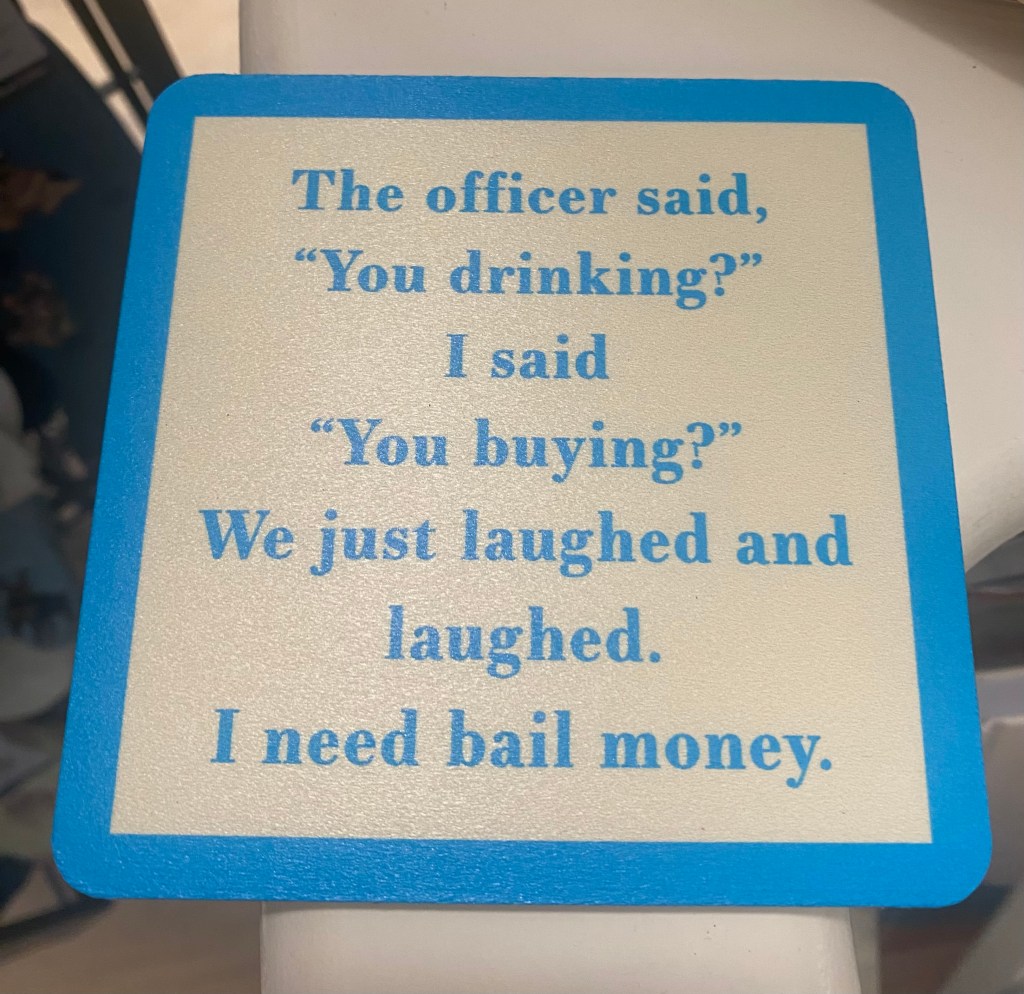 The officer said,
“You drinking?”
I said
“You buying?”
We just laughed and
laughed.
I need bail money.